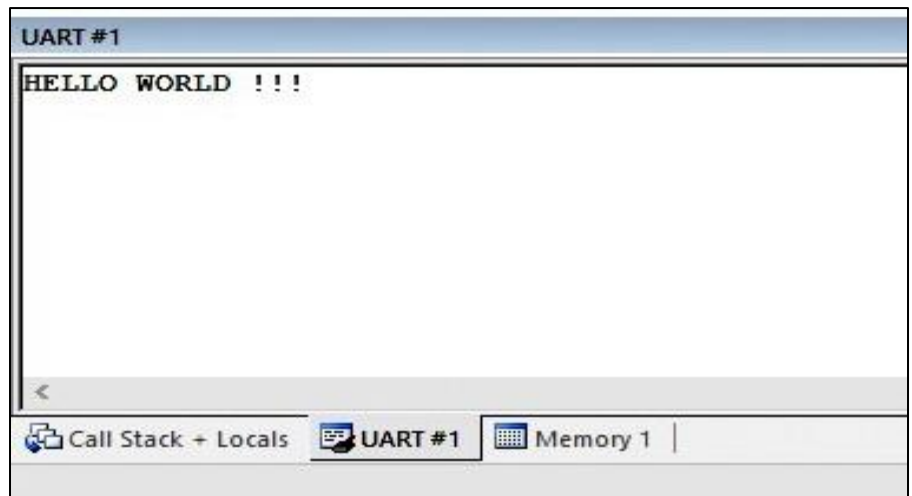 UART #1
HELLO WORLD !!!
<
Call Stack + Locals UART #1 Memory 1